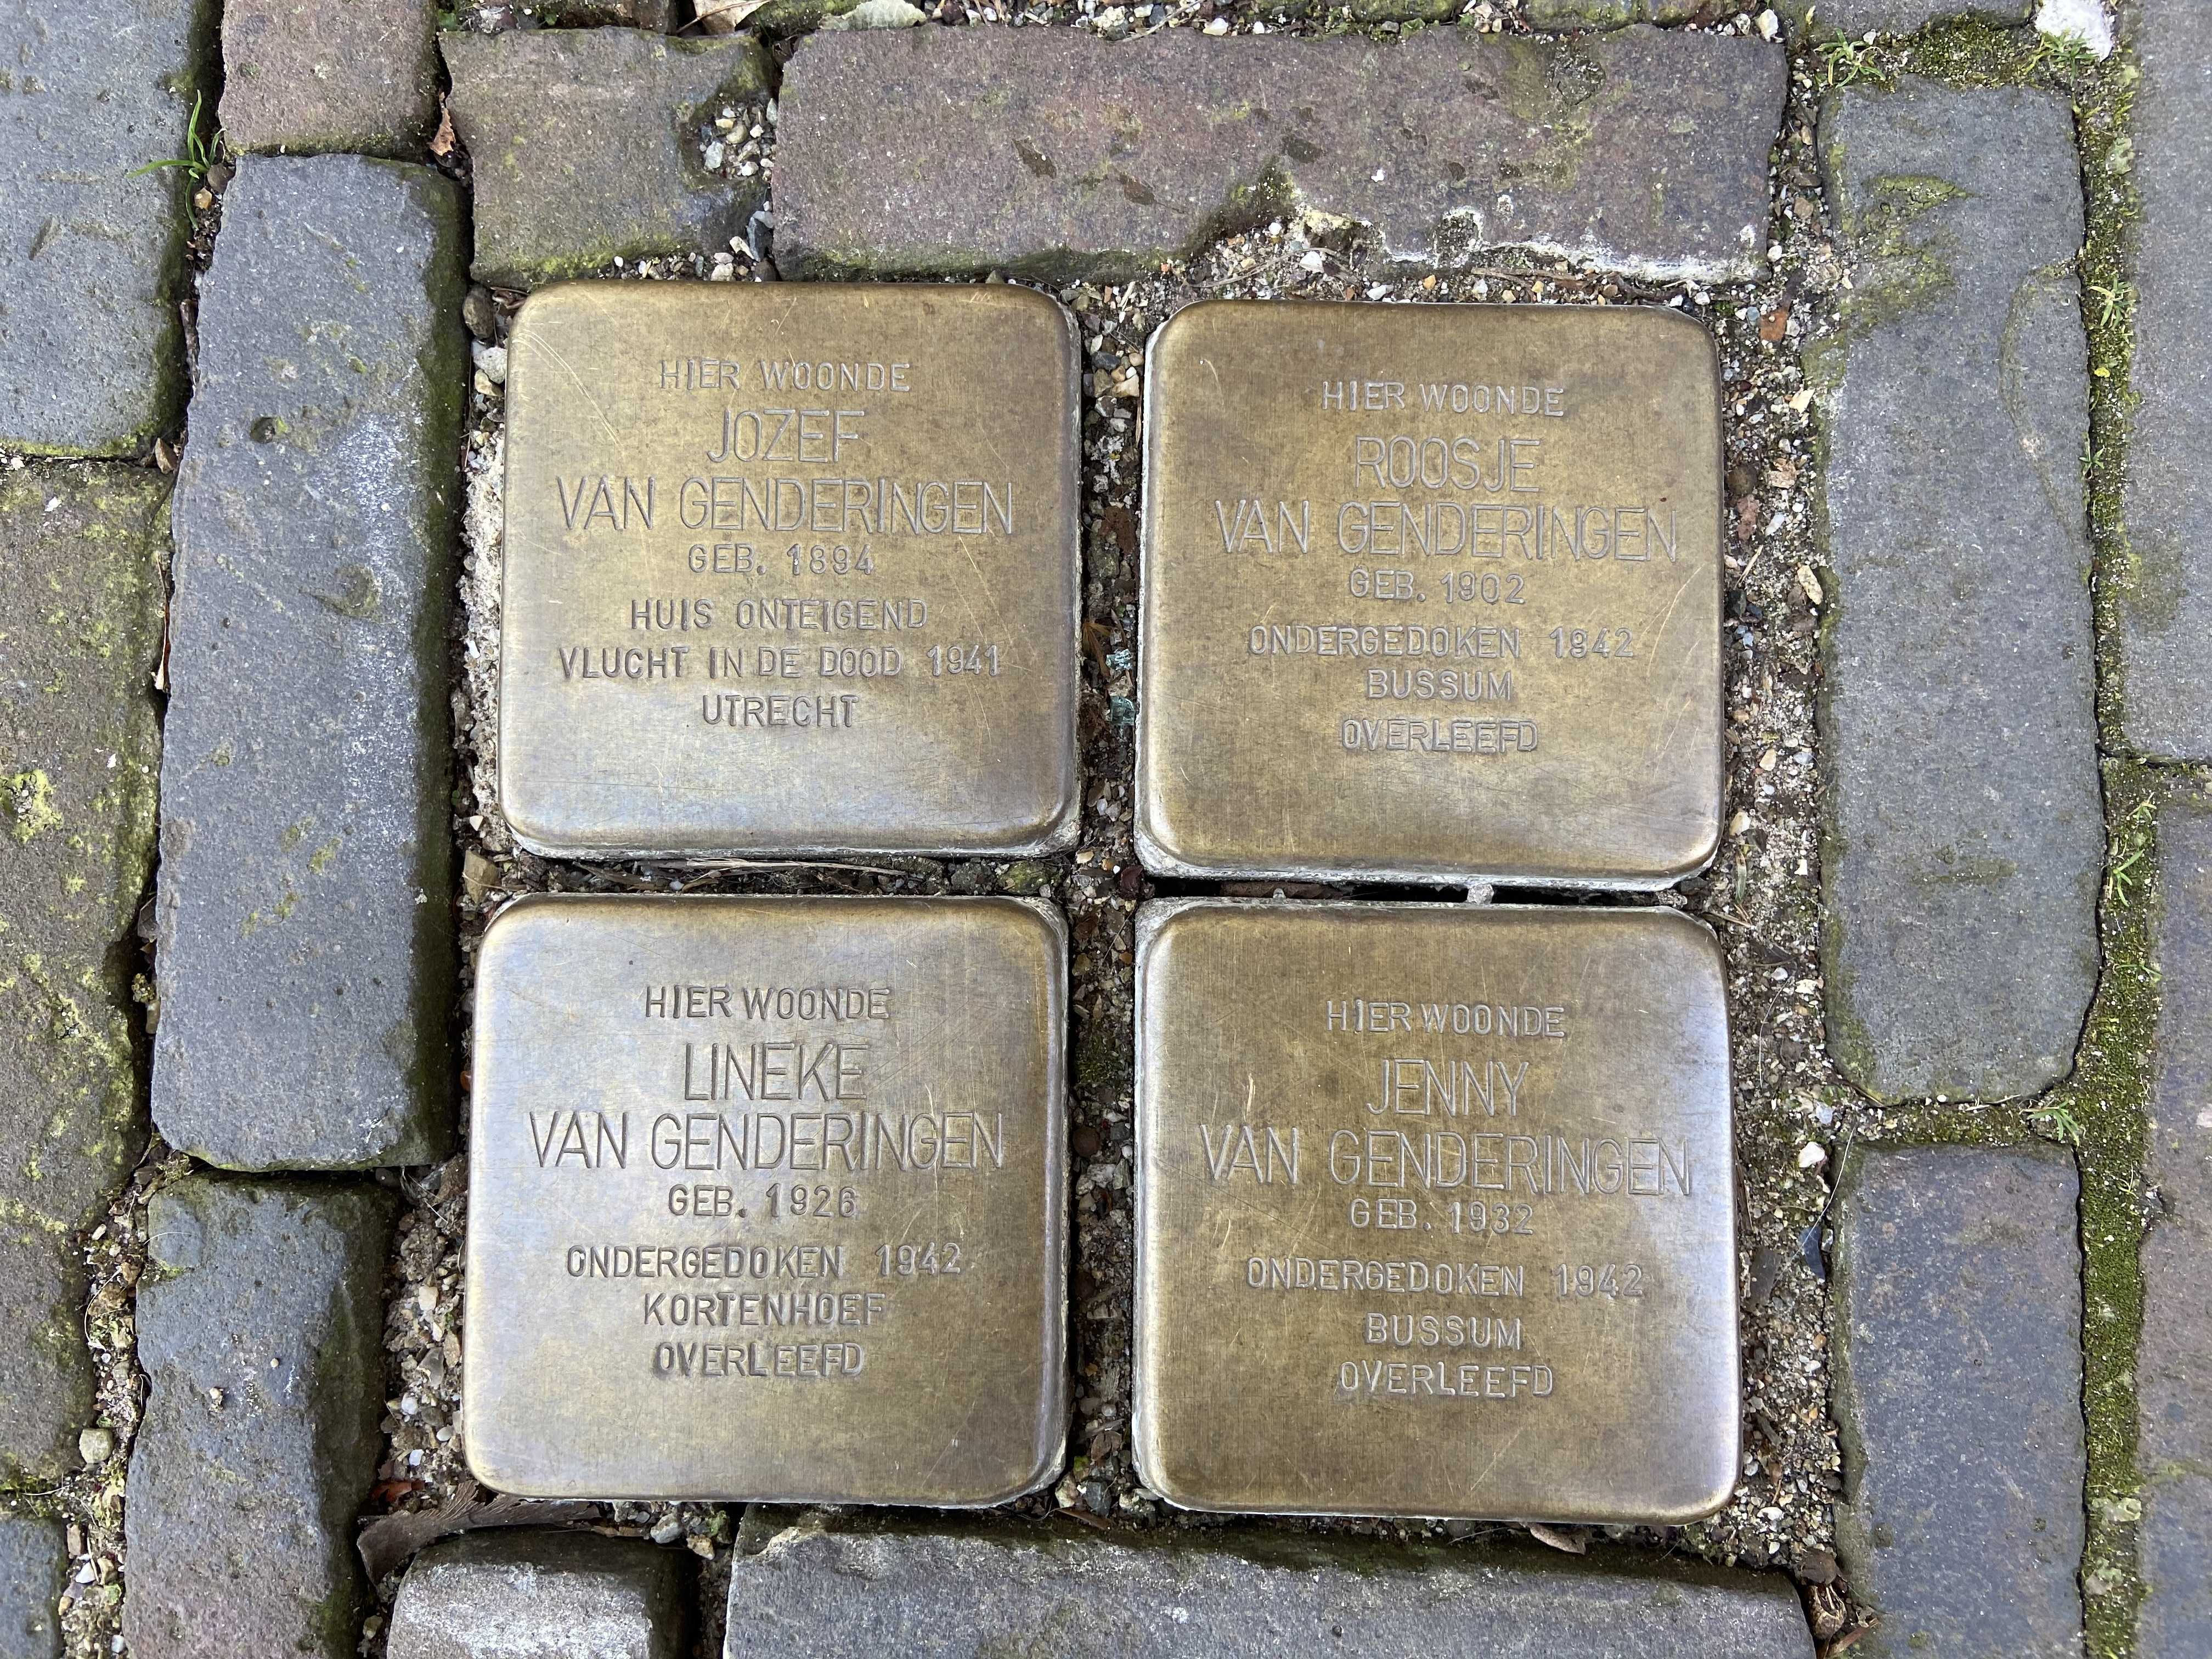 HIER WOONDE
JOZEF
VAN GENDERINGEN
GEB. 1894
HUIS ONTEIGEND
VLUCHT IN DE DOOD 1941
UTRECHT
HIER WOONDE
ROOSJE
VAN GENDERINGEN
GEB. 1902
ONDERGEDOKEN 1942
BUSSUM
OVERLEEFD
HIER WOONDE
LINEKE
VAN GENDERINGEN
GEB. 1926
ONDERGEDOKEN 1942
KORTENHOEF
OVERLEEFD
HIER WOONDE
JENNY
VAN GENDERINGEN
GEB. 1932
ONDERGEDOKEN 1942
BUSSUM
OVERLEEFD